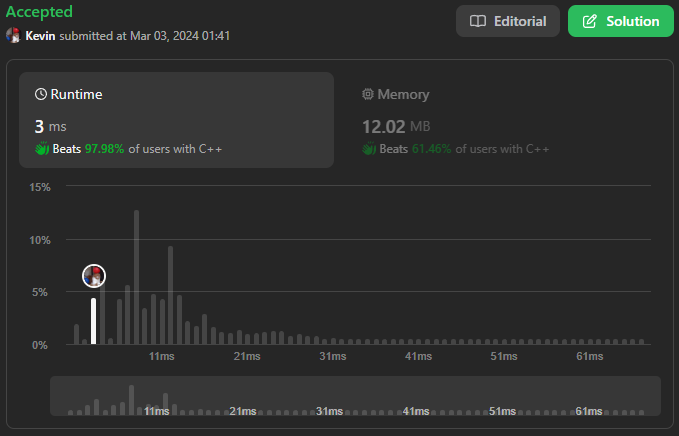 Accepted
Editorial
Solution
Kevin submitted at Mar 03, 2024 01:41
Runtime
3 ms
Beats 97.98% of users with C++
Memory
12.02 MB
Beats 61.46% of users with C++
15%
10%
5%
0%
11ms 21ms 31ms 41ms 51ms 61ms
11ms 21ms 31ms 41ms 51ms 61ms